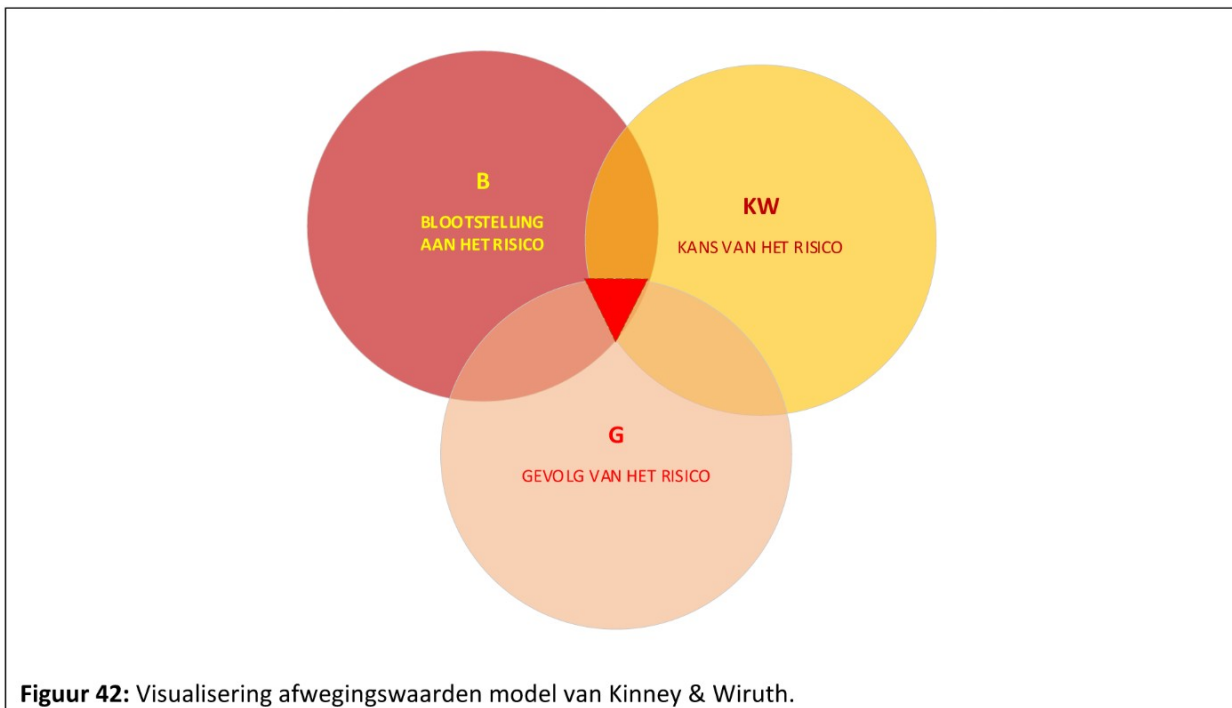 B
BLOOTSTELLING
AAN HET RISICO
KW
KANS VAN HET RISICO
G
GEVOLG VAN HET RISICO
Figuur 42: Visualisering afwegingswaarden model van Kinney & Wiruth.